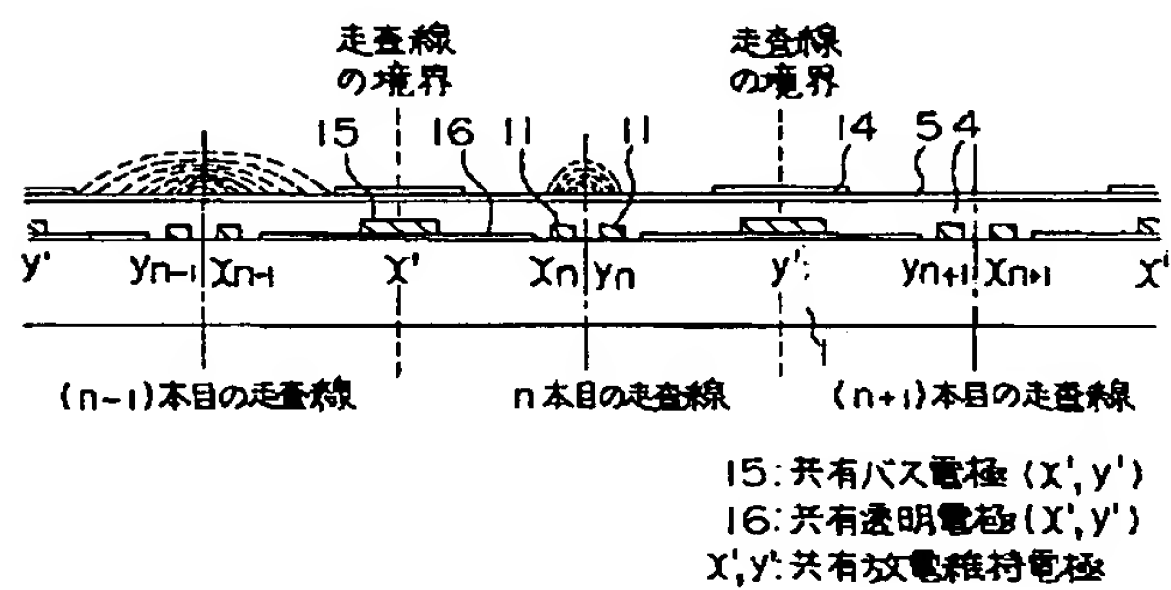 走査線
の境界
走査線
の境界
15 16 11 11 14 5 4
y' yn-1 xn-1 x' xn yn y' yn+1 xn+1 x'
1
(n-1)本目の走査線 n本目の走査線 (n+1)本目の走査線
15:共有バス電極(x',y')
16:共有透明電極(x',y')
x',y':共有放電維持電極